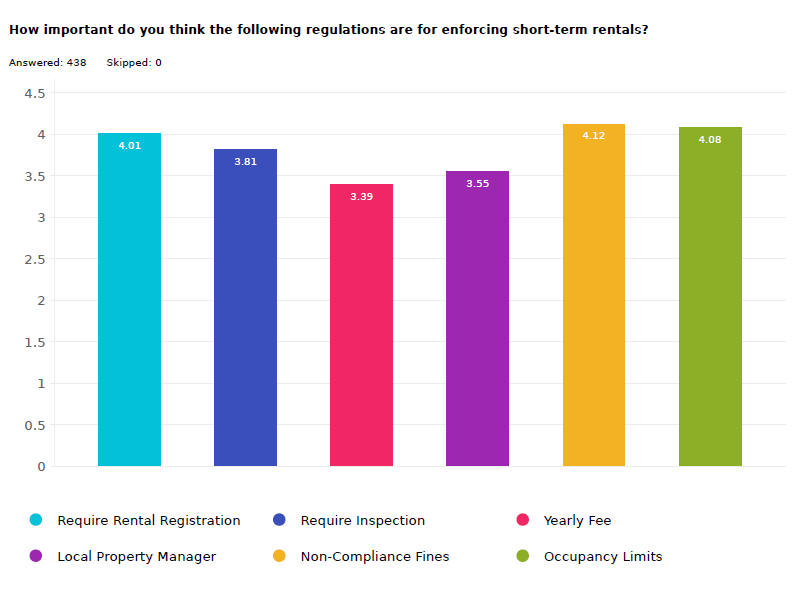 How important do you think the following regulations are for enforcing short-term rentals?
Answered: 438 Skipped: 0
4.5
4
3.5
3
2.5
2
1.5
1
0.5
0
4.01
3.81
3.39
3.55
4.12
4.08
Require Rental Registration
Require Inspection
Yearly Fee
Local Property Manager
Non-Compliance Fines
Occupancy Limits